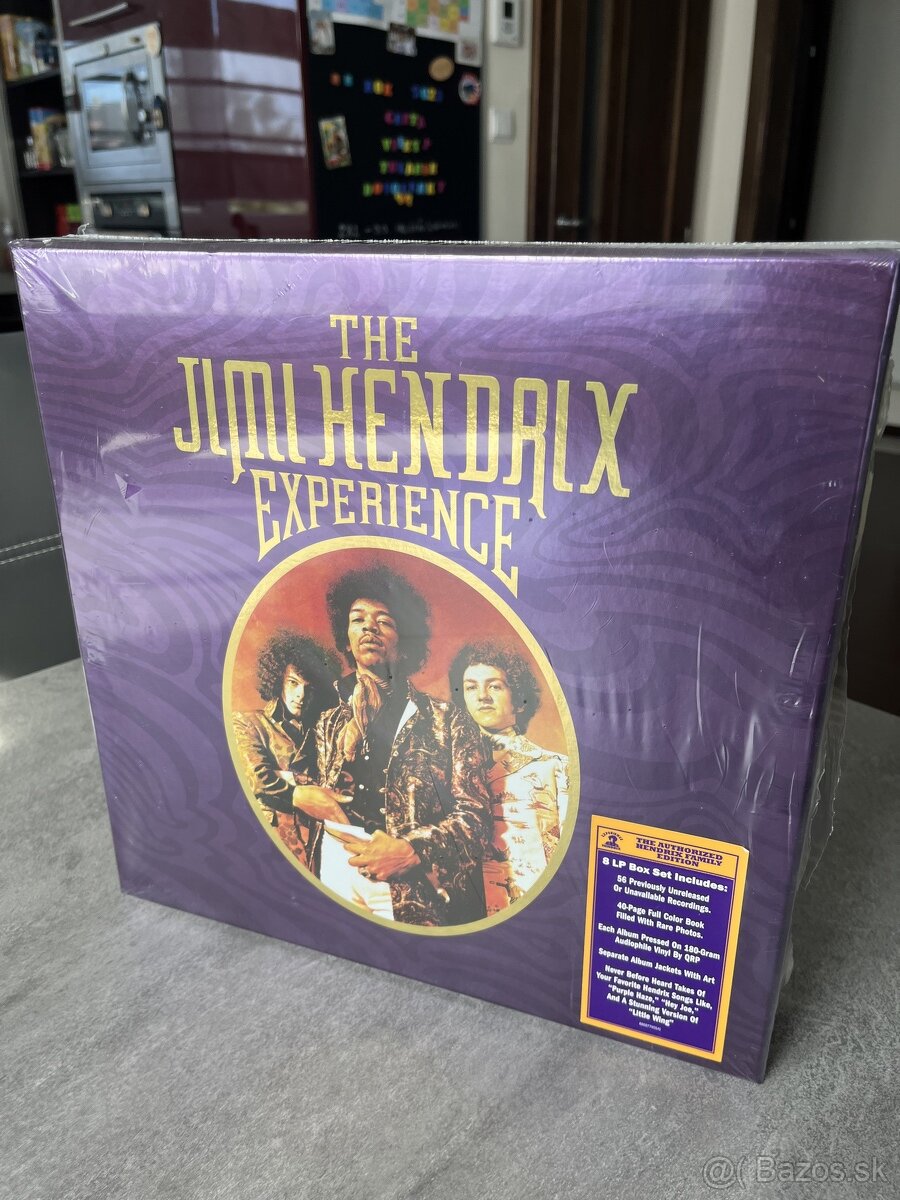 THE
JIMI HENDRIX
EXPERIENCE
THE AUTHORIZED
HENDRIX FAMILY
EDITION
8 LP Box Set Includes:
56 Previously Unreleased
Or Unavailable Recordings.
40-Page Full Color Book
Filled With Rare Photos.
Each Album Pressed On 180-Gram
Audiophile Vinyl By QRP
Separate Album Jackets With Art
Never Before Heard Takes Of
Your Favorite Hendrix Songs Like,
"Purple Haze," "Hey Joe,"
And A Stunning Version Of
"Little Wing"
Bazos.sk